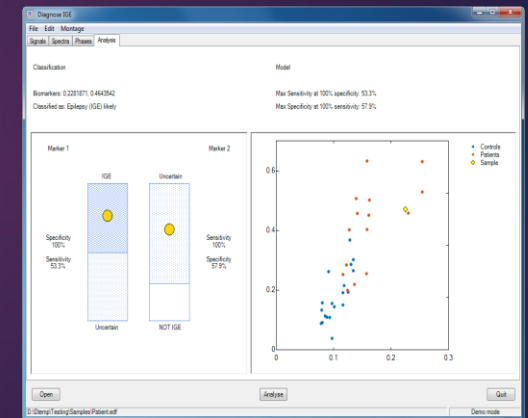 Diagnose IGE
File Edit Montage
Signals Spectra Phases Analysis
Classification
Model
Biomarkers: 0.2281871, 0.4643842
Max Sensitivity at 100% specificity: 53.3%
Classified as: Epilepsy (IGE) likely
Max Specificity at 100% sensitivity: 57.9%
Marker 1
Marker 2
IGE
Uncertain
Specificity
100%
Sensitivity
53.3%
Sensitivity
100%
Specificity
57.9%
Uncertain
NOT IGE
Controls
Patients
Sample
0.6
0.4
0.2
0
0 0.1 0.2 0.3
Open
Analyse
Quit
D:\Dtemp\Testing\Samples\Patient.edf
Demo mode